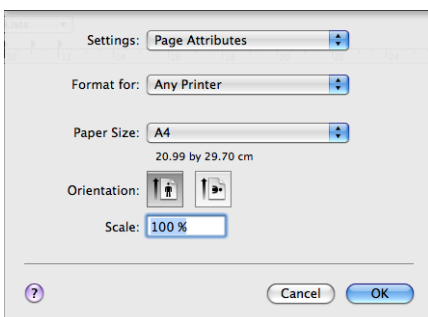 Settings: Page Attributes
Format for: Any Printer
Paper Size: A4
20.99 by 29.70 cm
Orientation:
Scale: 100 %
? Cancel OK